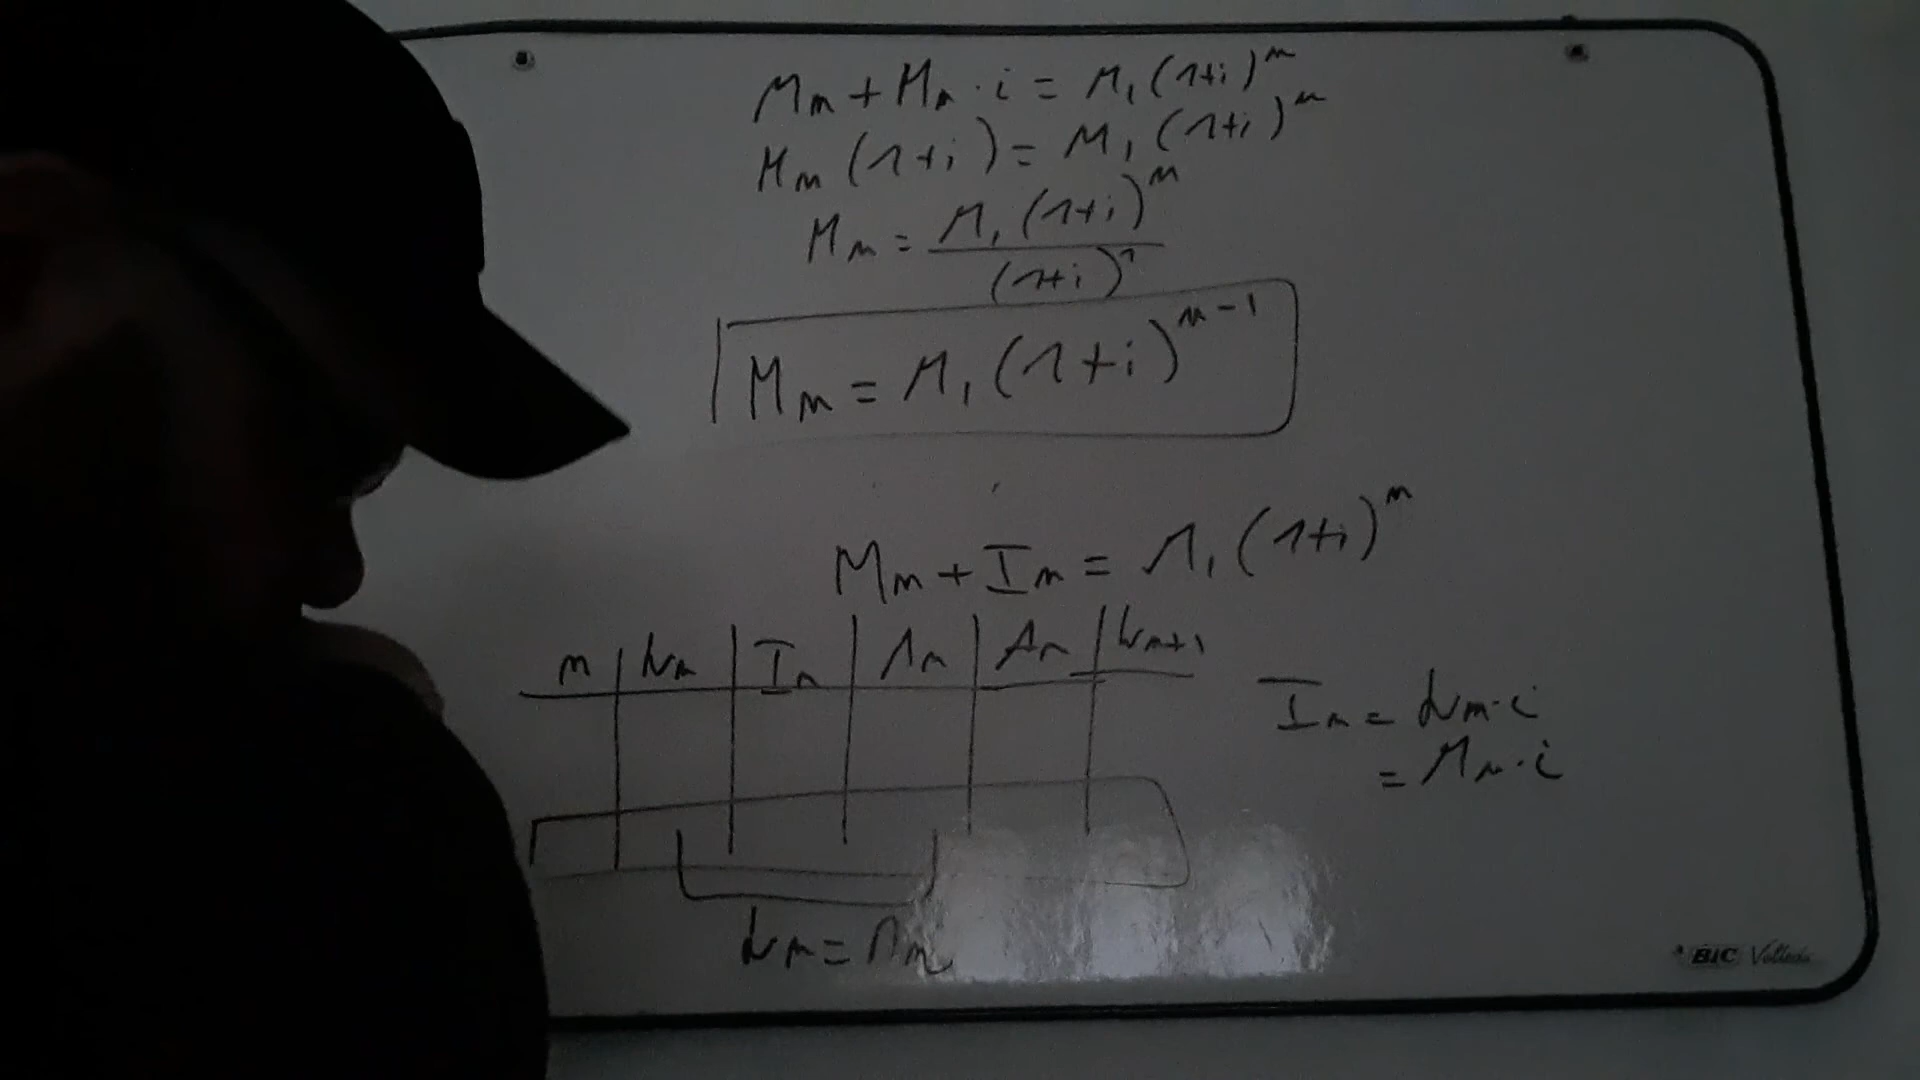 Mn + Mn · i = M₁ (1+i)ⁿ
Mn (1+i) = M₁ (1+i)ⁿ
Mn = M₁ (1+i)ⁿ / (1+i)¹
Mn = M₁ (1+i)ⁿ⁻¹
Mn + In = M₁ (1+i)ⁿ
n | Vn | In | Mn | An | Vn+1
In = Vn · i
= Mn · i
Vn = Mn
BIC Velleda